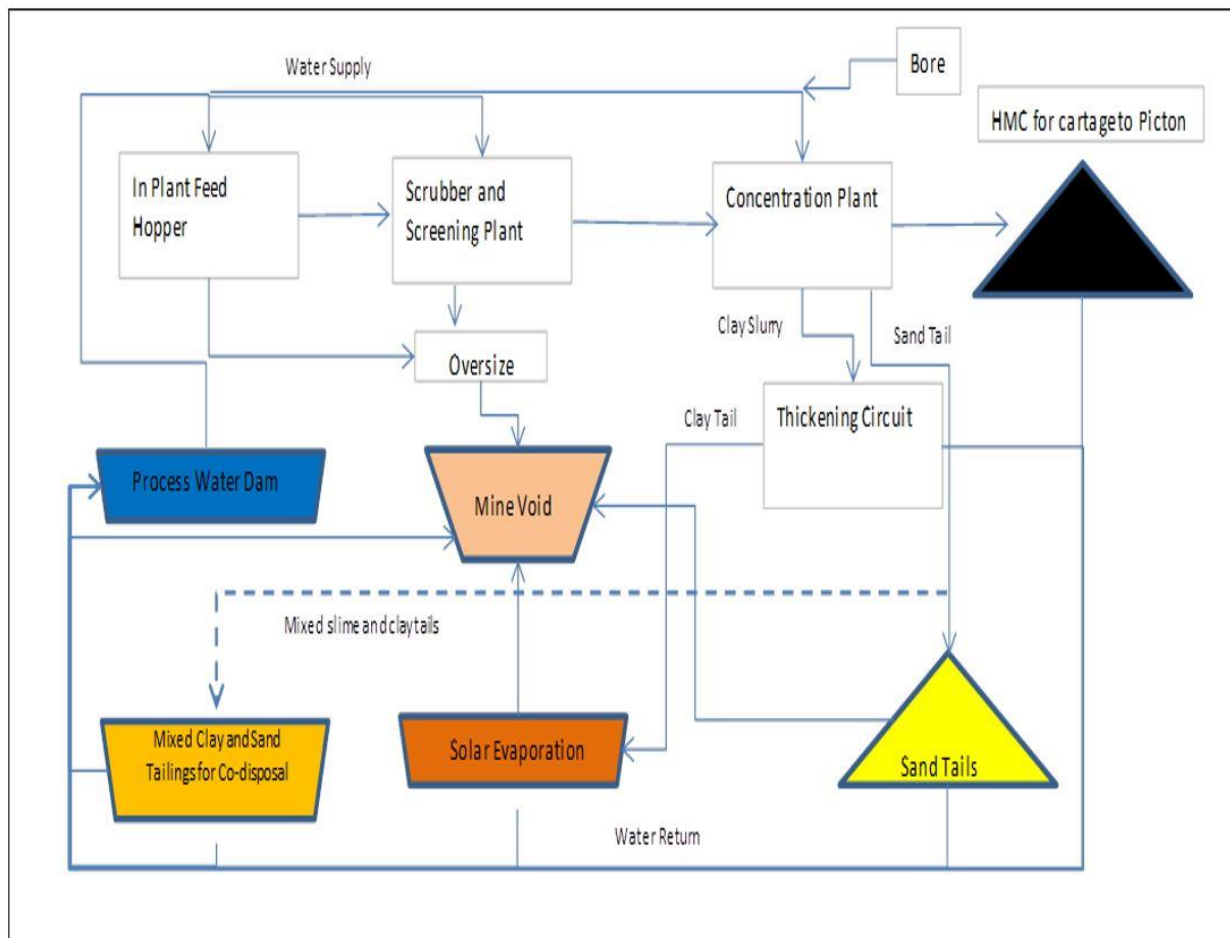 Water Supply
Bore
HMC for cartageto Picton
In Plant Feed
Hopper
Scrubber and
Screening Plant
Concentration Plant
Clay Slurry
Sand Tail
Oversize
Clay Tail
Thickening Circuit
Process Water Dam
Mine Void
Mixed slime and claytails
Mixed Clay and Sand
Tailings for Co-disposal
Solar Evaporation
Sand Tails
Water Return